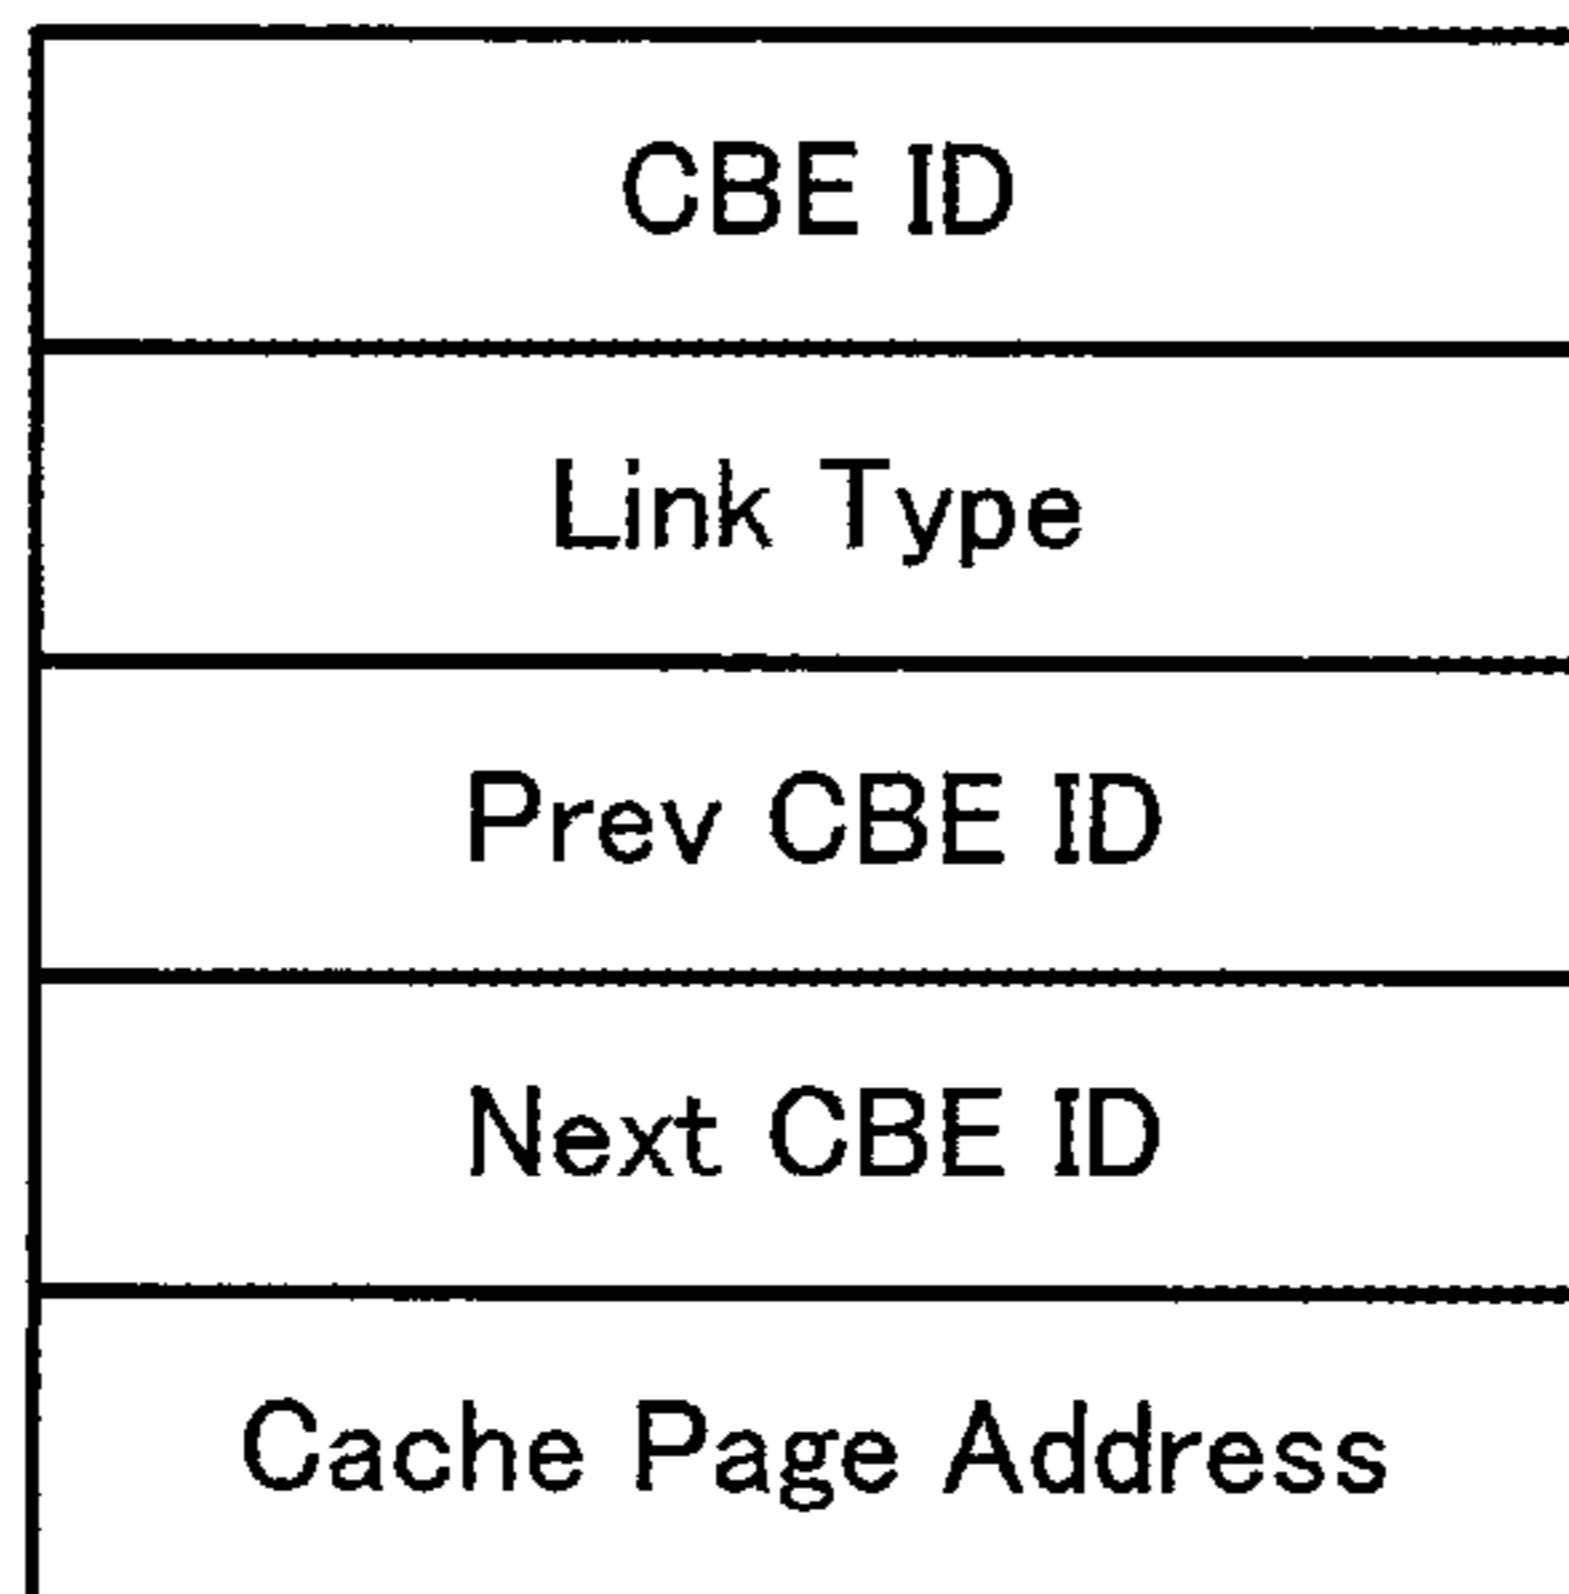 CBE ID
Link Type
Prev CBE ID
Next CBE ID
Cache Page Address